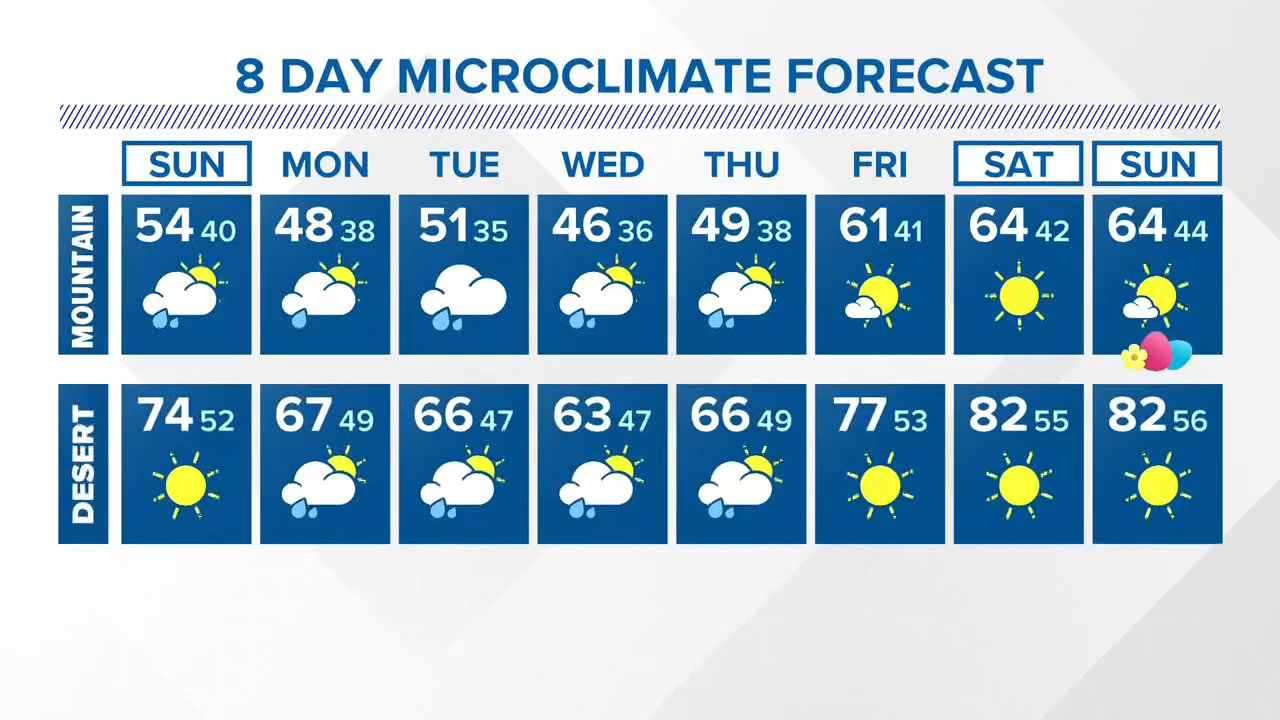 8 DAY MICROCLIMATE FORECAST
SUN MON TUE WED THU FRI SAT SUN
MOUNTAIN
54 40 48 38 51 35 46 36 49 38 61 41 64 42 64 44
DESERT
74 52 67 49 66 47 63 47 66 49 77 53 82 55 82 56